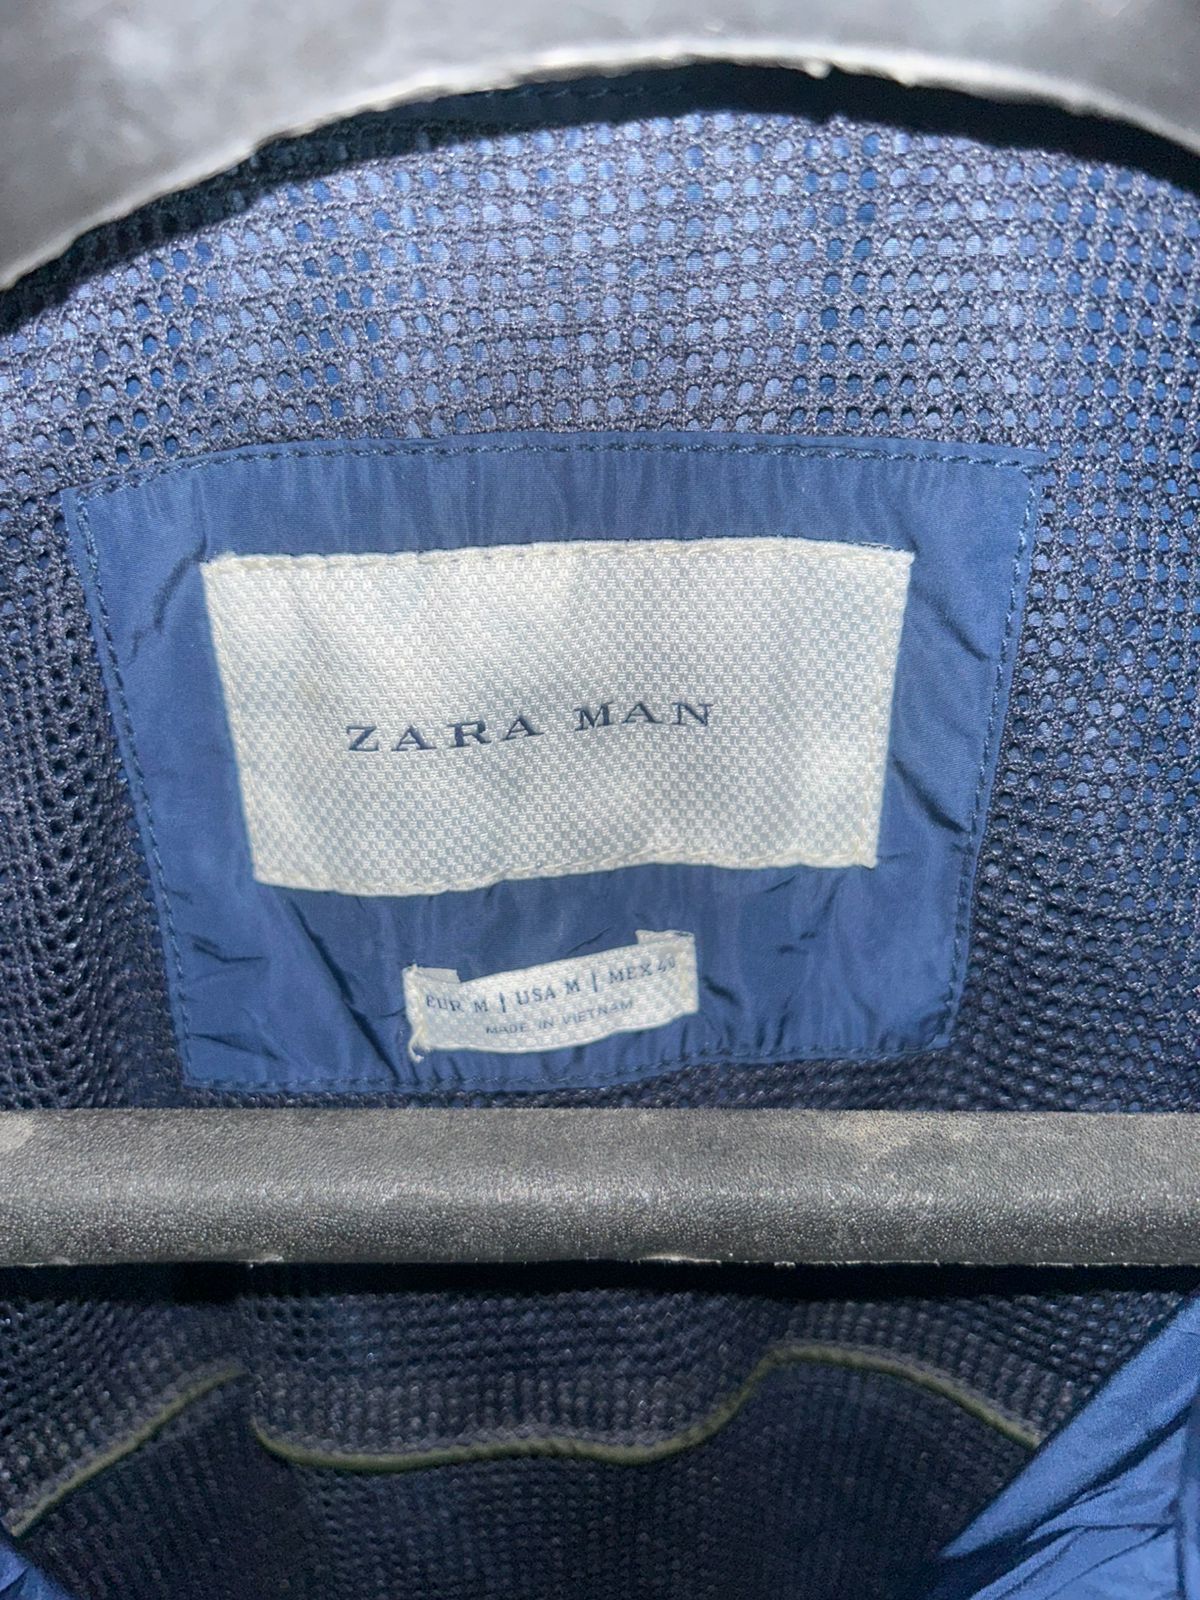 ZARA MAN
EUR M | USA M | MEX 40
MADE IN VIETNAM